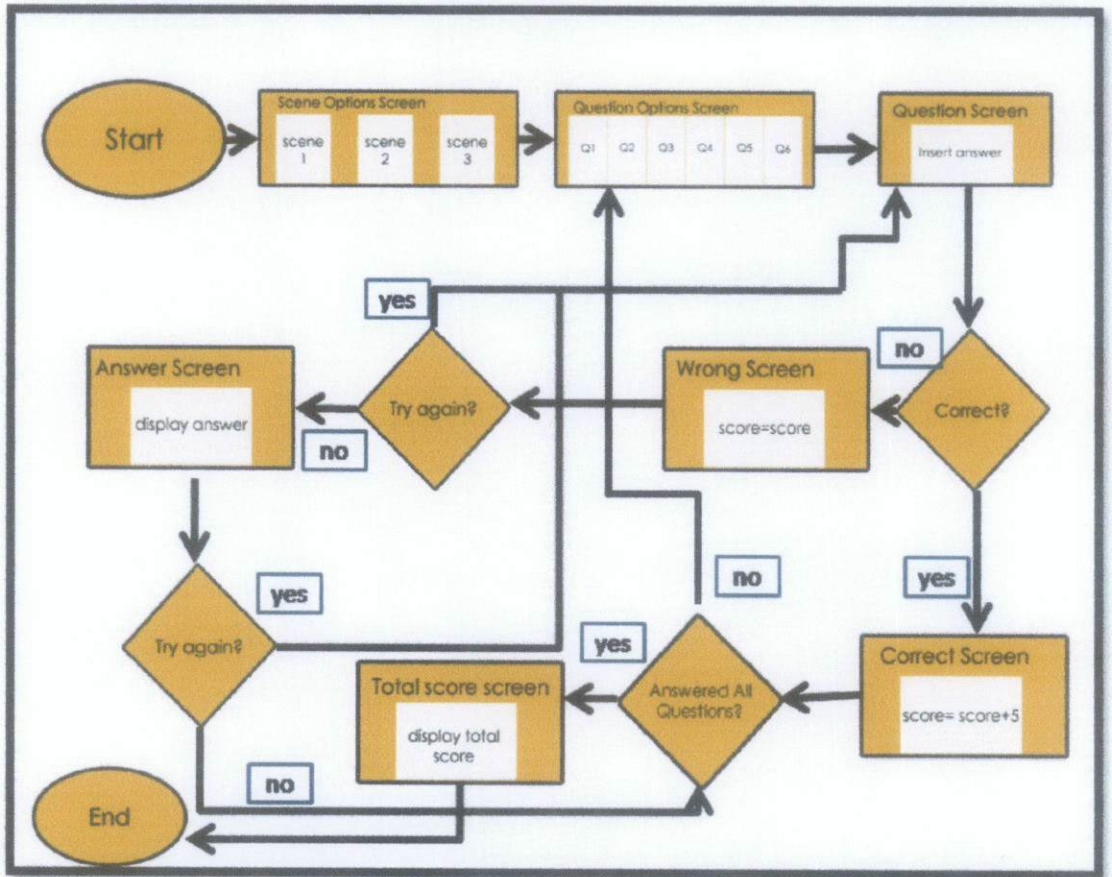 Start
Scene Options Screen
scene
1
scene
2
scene
3
Question Options Screen
Q1
Q2
Q3
Q4
Q5
Q6
Question Screen
Insert answer
yes
no
Answer Screen
display answer
Try again?
no
Wrong Screen
score=score
Correct?
Try again?
yes
no
yes
yes
Total score screen
display total
score
Answered All
Questions?
Correct Screen
score= score+5
no
End